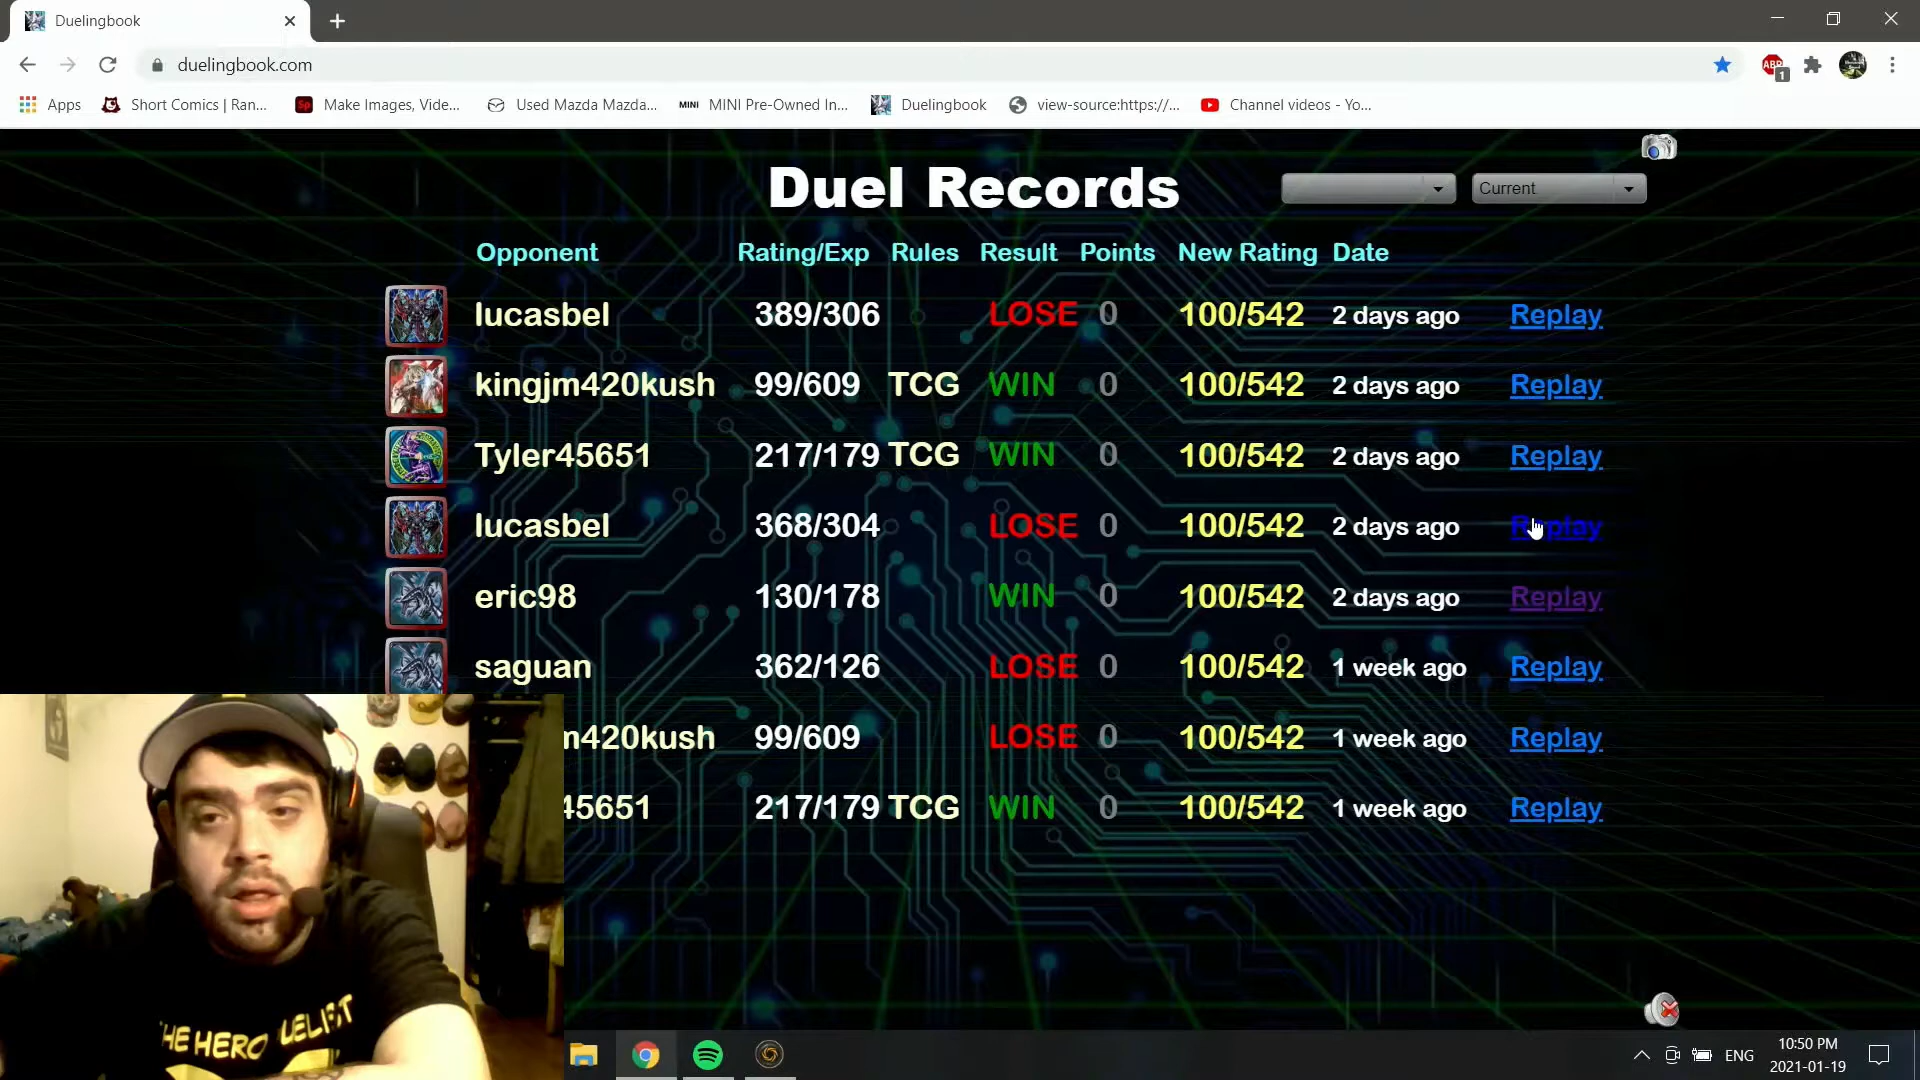 Duelingbook
duelingbook.com
Apps Short Comics | Ran... Make Images, Vide... Used Mazda Mazda... MINI MINI Pre-Owned In... Duelingbook view-source:https://... Channel videos - Yo...
Duel Records
Current
Opponent Rating/Exp Rules Result Points New Rating Date
lucasbel 389/306 LOSE 0 100/542 2 days ago Replay
kingjm420kush 99/609 TCG WIN 0 100/542 2 days ago Replay
Tyler45651 217/179 TCG WIN 0 100/542 2 days ago Replay
lucasbel 368/304 LOSE 0 100/542 2 days ago Replay
eric98 130/178 WIN 0 100/542 2 days ago Replay
saguan 362/126 LOSE 0 100/542 1 week ago Replay
m420kush 99/609 LOSE 0 100/542 1 week ago Replay
45651 217/179 TCG WIN 0 100/542 1 week ago Replay
HE HERO UELIST
ENG 10:50 PM
2021-01-19
ABP 1
Sp